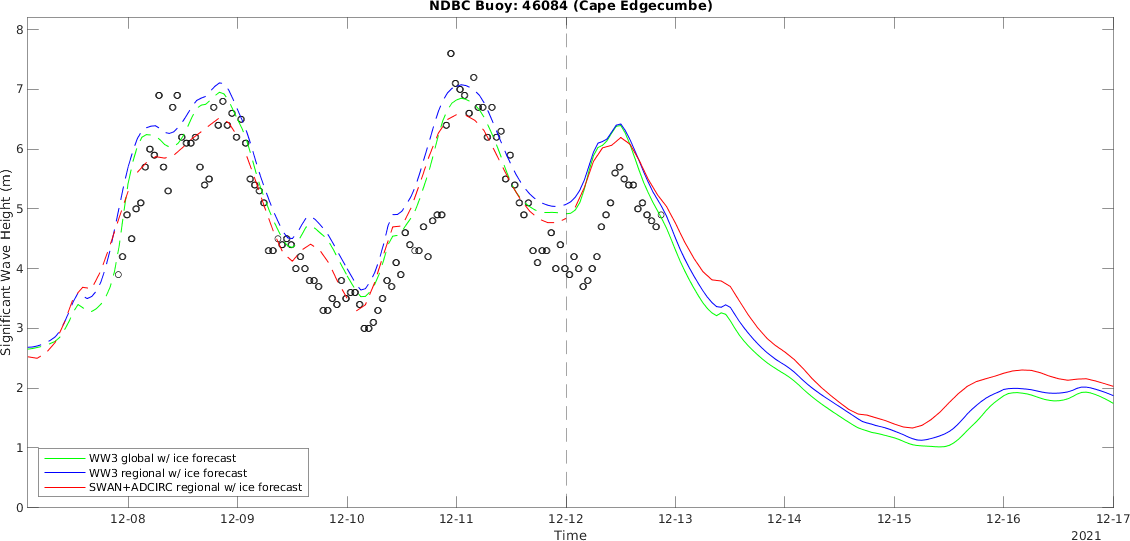 NDBC Buoy: 46084 (Cape Edgecumbe)
Significant Wave Height (m)
8
7
6
5
4
3
2
1
0
WW3 global w/ ice forecast
WW3 regional w/ ice forecast
SWAN+ADCIRC regional w/ ice forecast
12-08 12-09 12-10 12-11 12-12 12-13 12-14 12-15 12-16 12-17
Time
2021